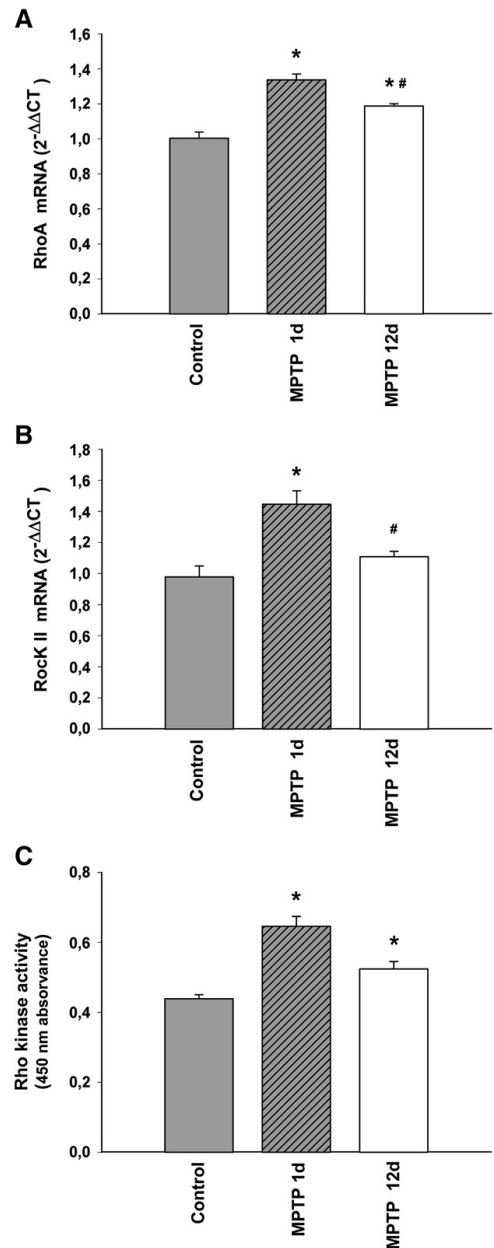 A
RhoA mRNA (2-ΔΔCT)
1,6
1,4
1,2
1,0
0,8
0,6
0,4
0,2
0,0
*
* #
Control
MPTP 1d
MPTP 12d
B
RocK II mRNA (2-ΔΔCT)
1,8
1,6
1,4
1,2
1,0
0,8
0,6
0,4
0,2
0,0
*
#
Control
MPTP 1d
MPTP 12d
C
Rho kinase activity
(450 nm absorvance)
0,8
0,6
0,4
0,2
0,0
*
*
Control
MPTP 1d
MPTP 12d